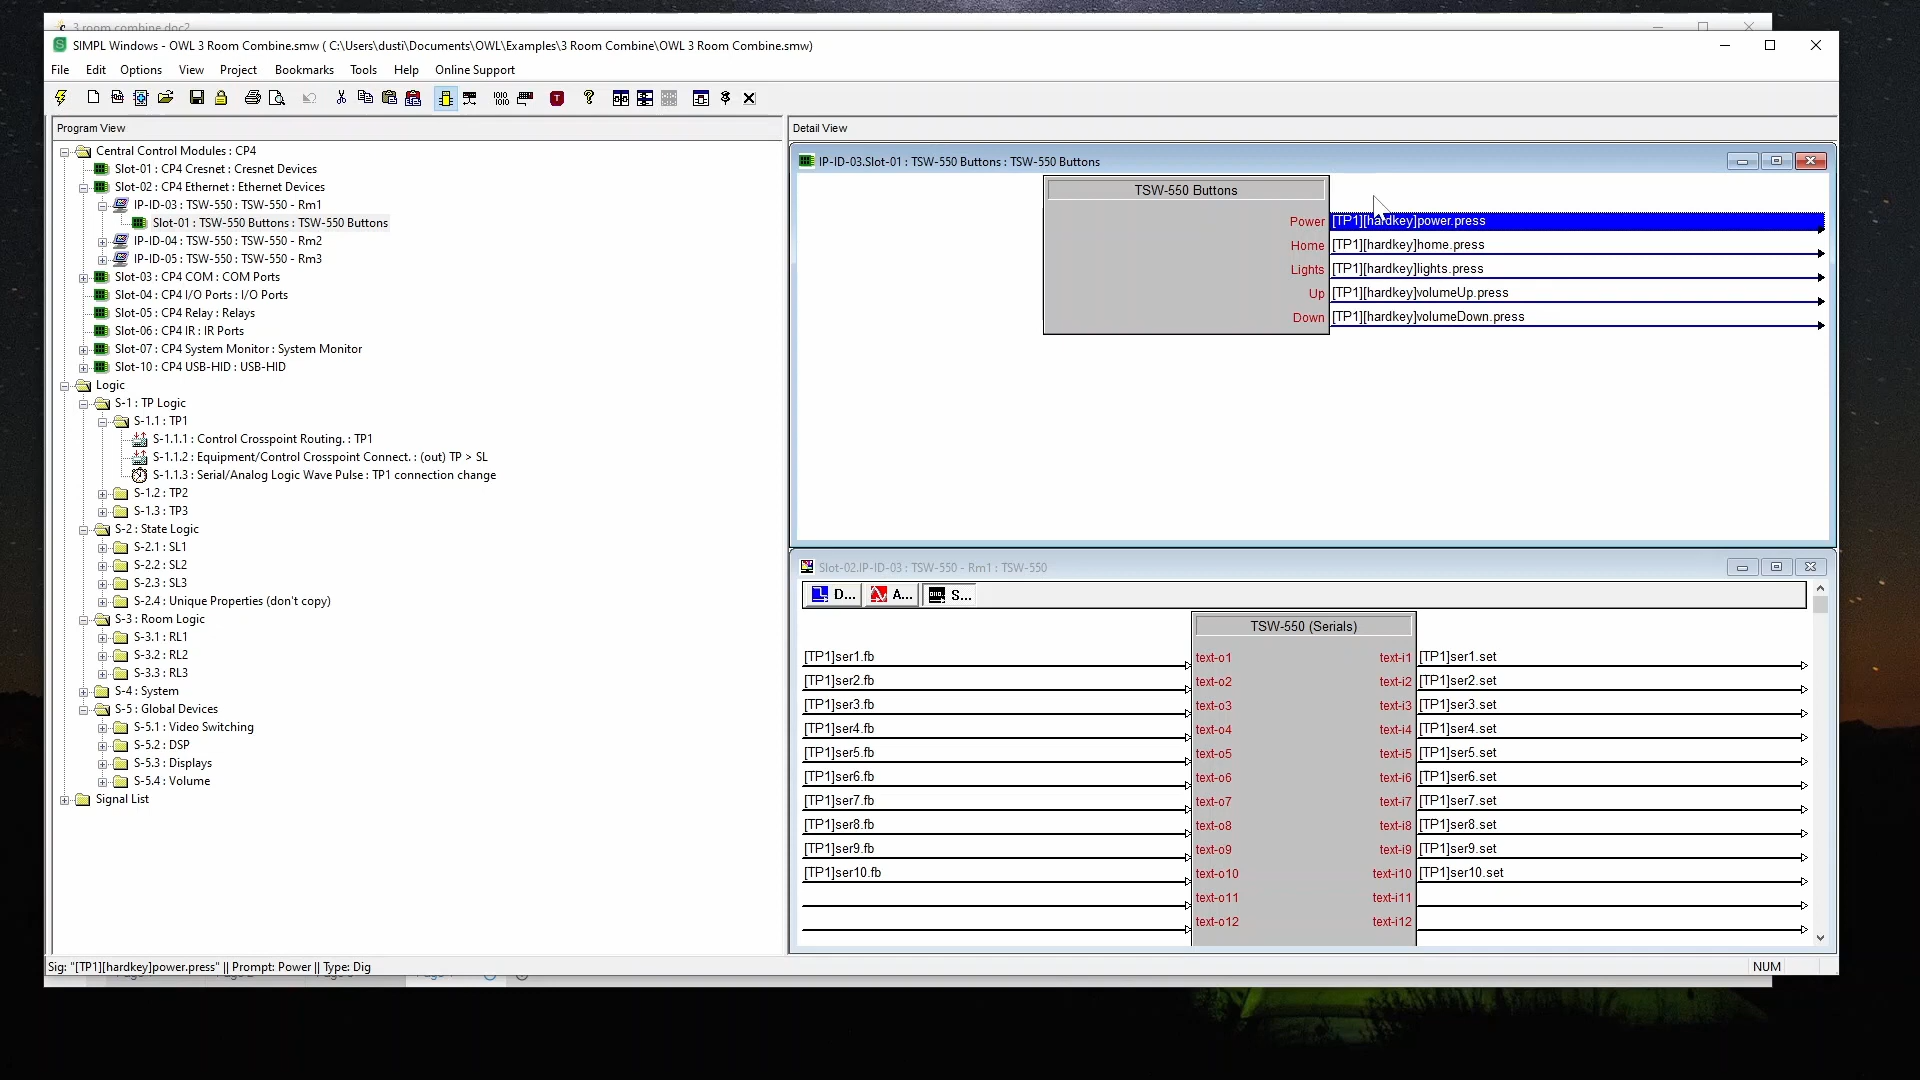 3 room combine doc2
SIMPL Windows - OWL 3 Room Combine.smw ( C:\Users\dusti\Documents\OWL\Examples\3 Room Combine\OWL 3 Room Combine.smw)
File Edit Options View Project Bookmarks Tools Help Online Support
Program View
Central Control Modules : CP4
Slot-01 : CP4 Cresnet : Cresnet Devices
Slot-02 : CP4 Ethernet : Ethernet Devices
IP-ID-03 : TSW-550 : TSW-550 - Rm1
Slot-01 : TSW-550 Buttons : TSW-550 Buttons
IP-ID-04 : TSW-550 : TSW-550 - Rm2
IP-ID-05 : TSW-550 : TSW-550 - Rm3
Slot-03 : CP4 COM : COM Ports
Slot-04 : CP4 I/O Ports : I/O Ports
Slot-05 : CP4 Relay : Relays
Slot-06 : CP4 IR : IR Ports
Slot-07 : CP4 System Monitor : System Monitor
Slot-10 : CP4 USB-HID : USB-HID
Logic
S-1 : TP Logic
S-1.1 : TP1
S-1.1.1 : Control Crosspoint Routing. : TP1
S-1.1.2 : Equipment/Control Crosspoint Connect. : (out) TP > SL
S-1.1.3 : Serial/Analog Logic Wave Pulse : TP1 connection change
S-1.2 : TP2
S-1.3 : TP3
S-2 : State Logic
S-2.1 : SL1
S-2.2 : SL2
S-2.3 : SL3
S-2.4 : Unique Properties (don't copy)
S-3 : Room Logic
S-3.1 : RL1
S-3.2 : RL2
S-3.3 : RL3
S-4 : System
S-5 : Global Devices
S-5.1 : Video Switching
S-5.2 : DSP
S-5.3 : Displays
S-5.4 : Volume
Signal List
Detail View
IP-ID-03.Slot-01 : TSW-550 Buttons : TSW-550 Buttons
TSW-550 Buttons
Power [TP1][hardkey]power.press
Home [TP1][hardkey]home.press
Lights [TP1][hardkey]lights.press
Up [TP1][hardkey]volumeUp.press
Down [TP1][hardkey]volumeDown.press
Slot-02.IP-ID-03 : TSW-550 - Rm1 : TSW-550
D... A... S...
TSW-550 (Serials)
[TP1]ser1.fb text-o1 text-i1 [TP1]ser1.set
[TP1]ser2.fb text-o2 text-i2 [TP1]ser2.set
[TP1]ser3.fb text-o3 text-i3 [TP1]ser3.set
[TP1]ser4.fb text-o4 text-i4 [TP1]ser4.set
[TP1]ser5.fb text-o5 text-i5 [TP1]ser5.set
[TP1]ser6.fb text-o6 text-i6 [TP1]ser6.set
[TP1]ser7.fb text-o7 text-i7 [TP1]ser7.set
[TP1]ser8.fb text-o8 text-i8 [TP1]ser8.set
[TP1]ser9.fb text-o9 text-i9 [TP1]ser9.set
[TP1]ser10.fb text-o10 text-i10 [TP1]ser10.set
text-o11 text-i11
text-o12 text-i12
Sig: "[TP1][hardkey]power.press" || Prompt: Power || Type: Dig
NUM